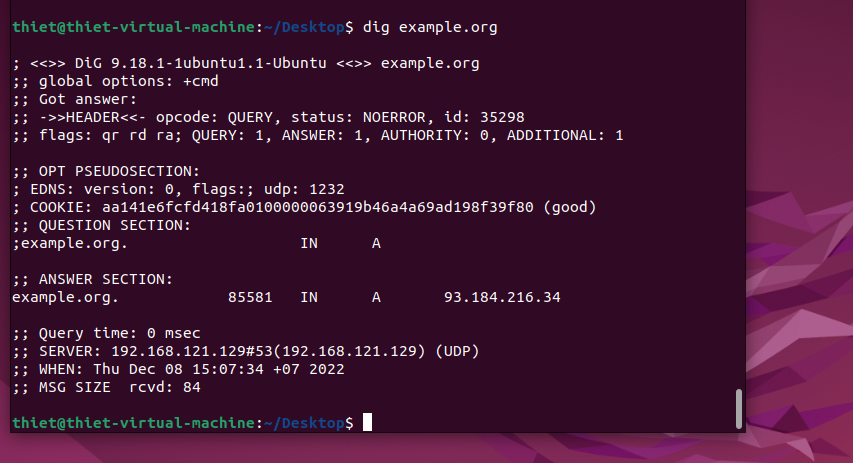 thiet@thiet-virtual-machine:~/Desktop$ dig example.org
; <<>> DiG 9.18.1-1ubuntu1.1-Ubuntu <<>> example.org
;; global options: +cmd
;; Got answer:
;; ->>HEADER<<- opcode: QUERY, status: NOERROR, id: 35298
;; flags: qr rd ra; QUERY: 1, ANSWER: 1, AUTHORITY: 0, ADDITIONAL: 1
;; OPT PSEUDOSECTION:
; EDNS: version: 0, flags:; udp: 1232
; COOKIE: aa141e6fcfd418fa0100000063919b46a4a69ad198f39f80 (good)
;; QUESTION SECTION:
;example.org. IN A
;; ANSWER SECTION:
example.org. 85581 IN A 93.184.216.34
;; Query time: 0 msec
;; SERVER: 192.168.121.129#53(192.168.121.129) (UDP)
;; WHEN: Thu Dec 08 15:07:34 +07 2022
;; MSG SIZE rcvd: 84
thiet@thiet-virtual-machine:~/Desktop$